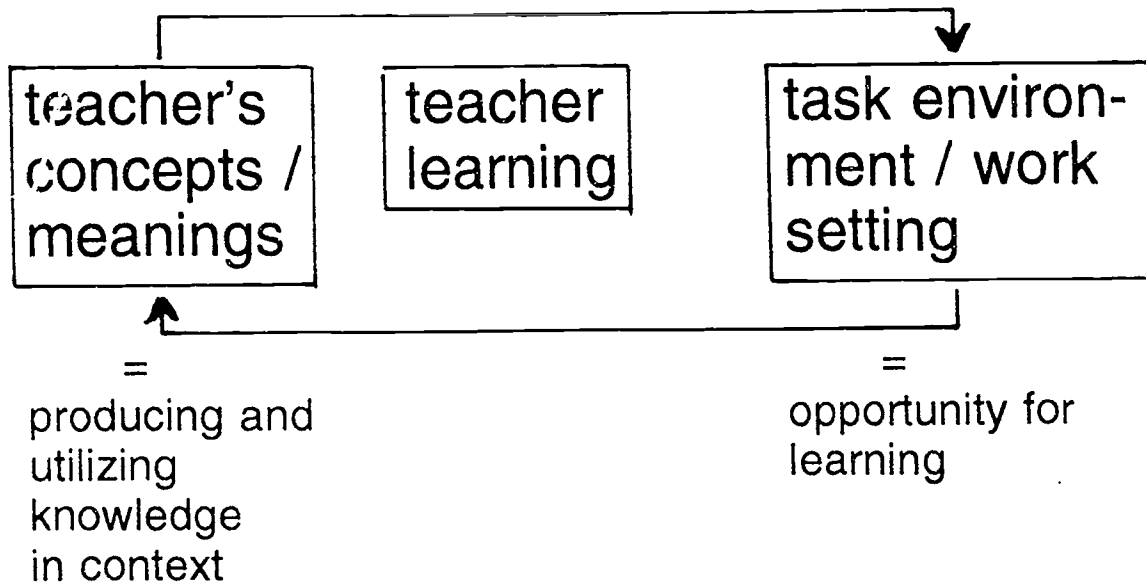 teacher's
concepts /
meanings
teacher
learning
task environ-
ment / work
setting
=
producing and
utilizing
knowledge
in context
=
opportunity for
learning